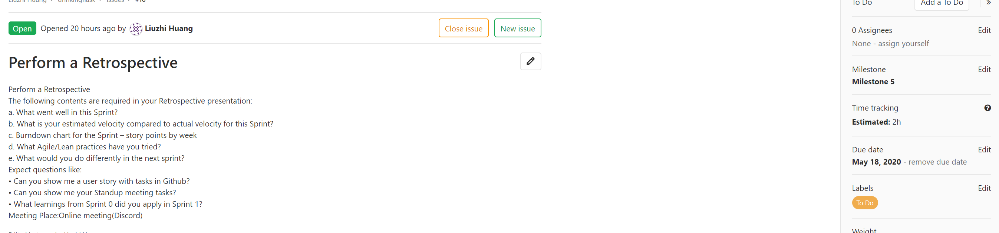 Liuzhi Huang > drinkingflask > Issues > #16
To Do Add a To Do »
Open Opened 20 hours ago by Liuzhi Huang Close issue New issue
0 Assignees Edit
None - assign yourself
Perform a Retrospective
Milestone Edit
Milestone 5
Perform a Retrospective
The following contents are required in your Retrospective presentation:
a. What went well in this Sprint?
b. What is your estimated velocity compared to actual velocity for this Sprint?
c. Burndown chart for the Sprint – story points by week
d. What Agile/Lean practices have you tried?
e. What would you do differently in the next sprint?
Expect questions like:
• Can you show me a user story with tasks in Github?
• Can you show me your Standup meeting tasks?
• What learnings from Sprint 0 did you apply in Sprint 1?
Meeting Place:Online meeting(Discord)
Time tracking
Estimated: 2h
Due date Edit
May 18, 2020 - remove due date
Labels Edit
To Do
Weight